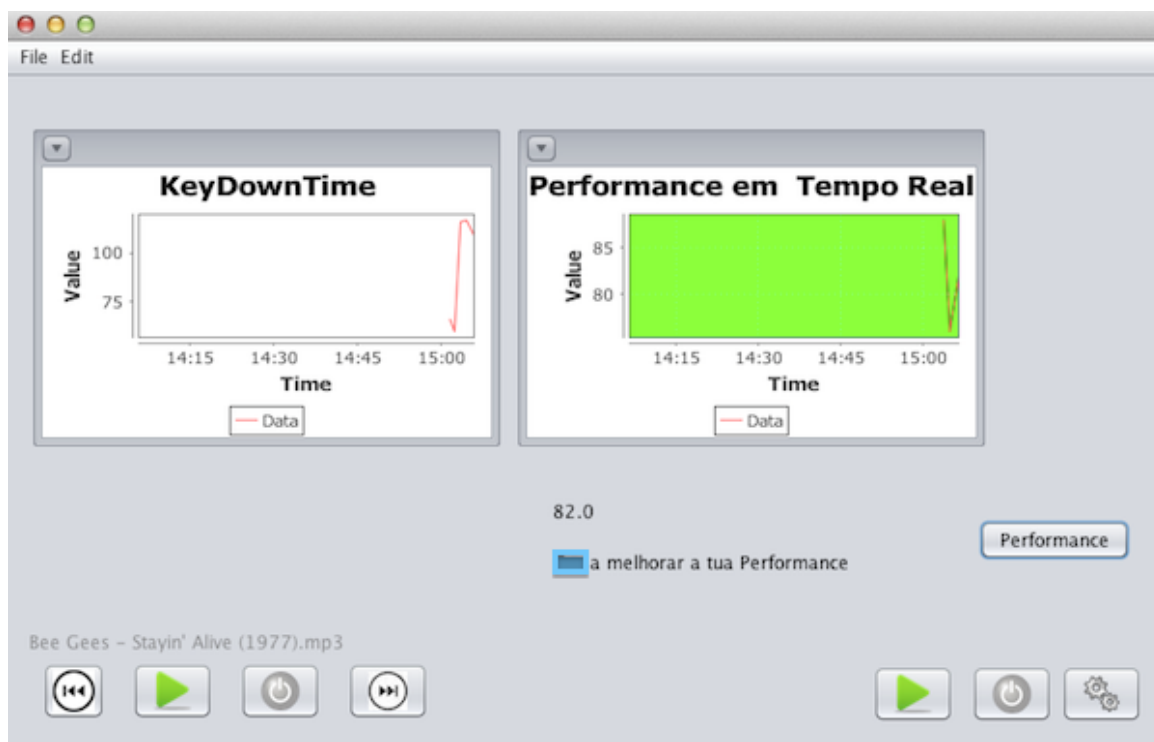 File Edit
KeyDownTime
Value
100
75
14:15 14:30 14:45 15:00
Time
Data
Performance em Tempo Real
Value
85
80
14:15 14:30 14:45 15:00
Time
Data
82.0
a melhorar a tua Performance
Performance
Bee Gees – Stayin' Alive (1977).mp3